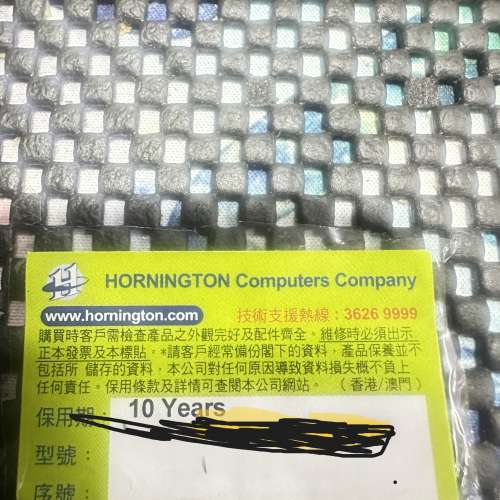 HORNINGTON Computers Company
www.hornington.com 技術支援熱線 : 3626 9999
購買時客戶需檢查產品之外觀完好及配件齊全。維修時必須出示
正本發票及本標貼。*請客戶經常備份閣下的資料，產品保養並不
包括所 儲存的資料，本公司對任何原因導致資料損失概不負上
任何責任。保用條款及詳情可查閱本公司網站。 （香港/澳門）
保用期 : 10 Years
型號 :
序號 :